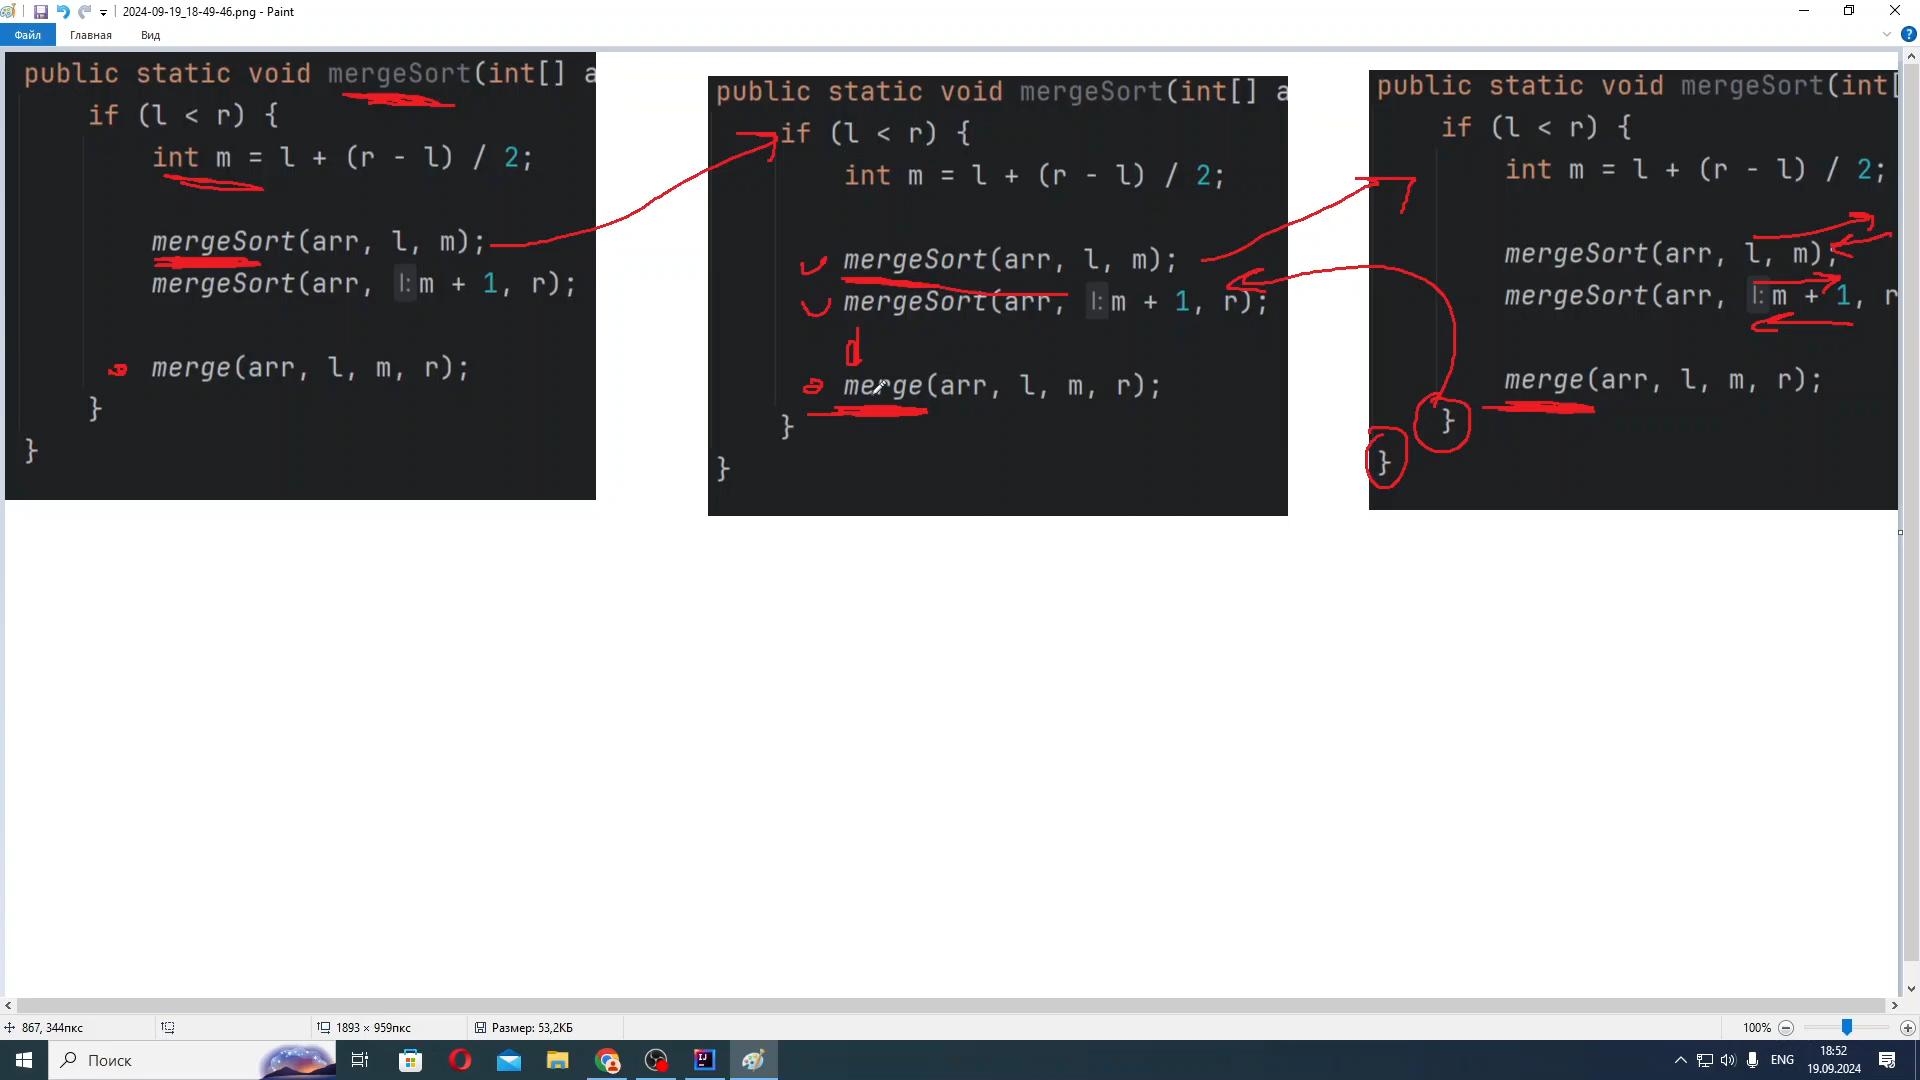 2024-09-19_18-49-46.png - Paint
Файл Главная Вид
public static void mergeSort(int[] a
if (l < r) {
int m = l + (r - l) / 2;
mergeSort(arr, l, m);
mergeSort(arr, l: m + 1, r);
merge(arr, l, m, r);
}
}
public static void mergeSort(int[] a
if (l < r) {
int m = l + (r - l) / 2;
mergeSort(arr, l, m);
mergeSort(arr, l: m + 1, r);
d
merge(arr, l, m, r);
}
}
public static void mergeSort(int[
if (l < r) {
int m = l + (r - l) / 2;
mergeSort(arr, l, m);
mergeSort(arr, l: m + 1, r
merge(arr, l, m, r);
}
}
867, 344пкс 1893 × 959пкс Размер: 53,2КБ 100%
Поиск ENG 18:52
19.09.2024